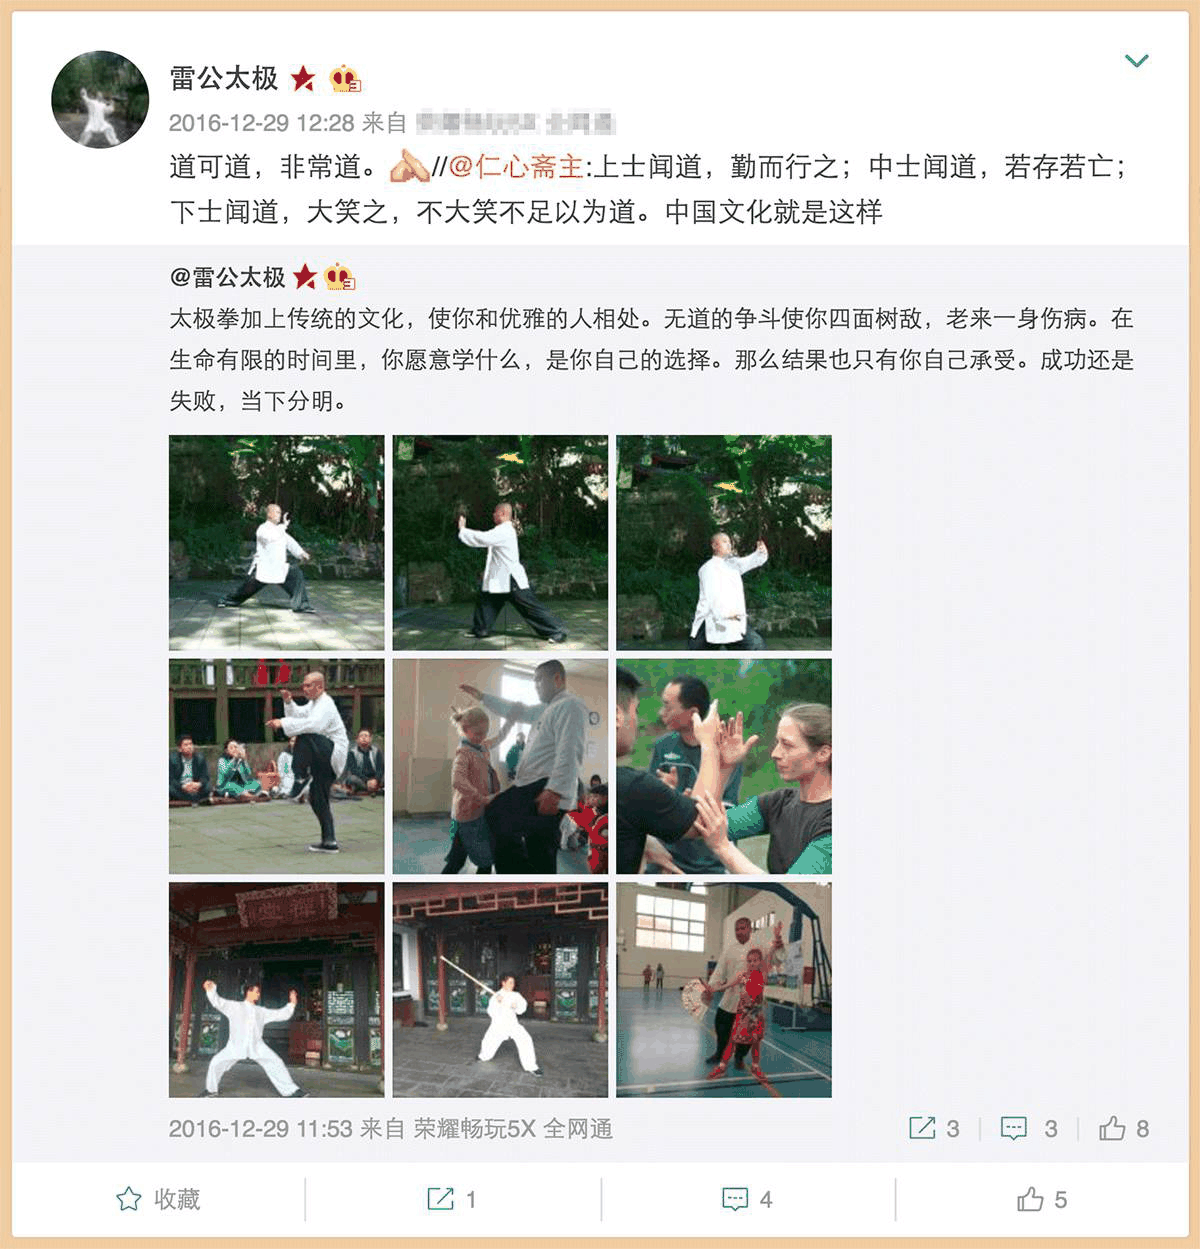 雷公太极
2016-12-29 12:28 来自
道可道，非常道。//@仁心斋主:上士闻道，勤而行之；中士闻道，若存若亡；
下士闻道，大笑之，不大笑不足以为道。中国文化就是这样
@雷公太极
太极拳加上传统的文化，使你和优雅的人相处。无道的争斗使你四面树敌，老来一身伤病。在
生命有限的时间里，你愿意学什么，是你自己的选择。那么结果也只有你自己承受。成功还是
失败，当下分明。
2016-12-29 11:53 来自 荣耀畅玩5X 全网通 3 3 8
收藏 1 4 5